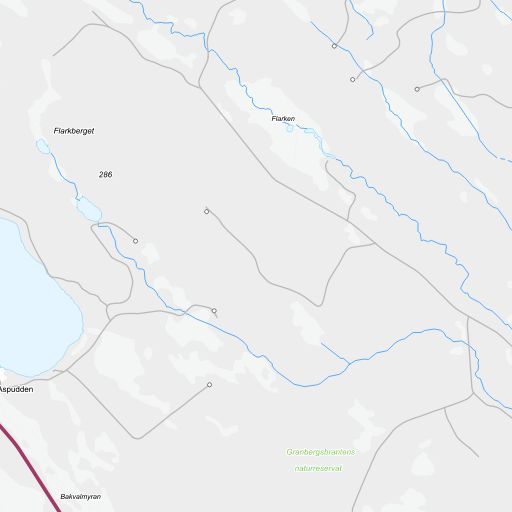 Flarken
Flarkberget
286
Aspudden
Granbergsbrantens
naturreservat
Bakvalmyran